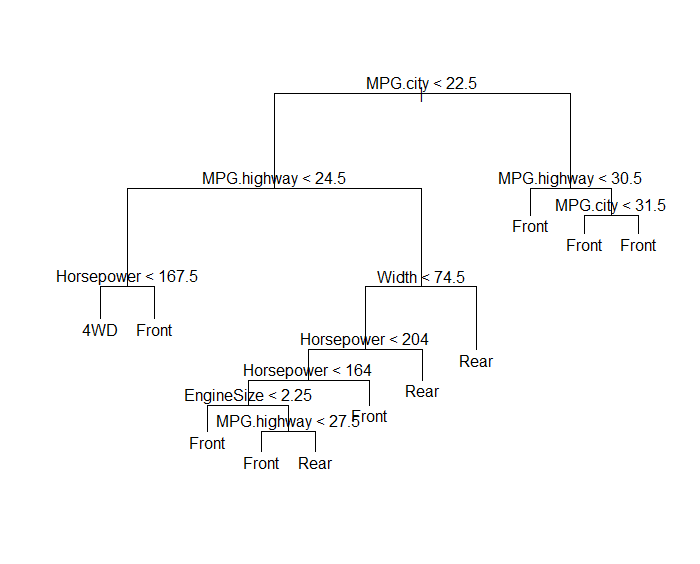 MPG.city < 22.5
MPG.highway < 24.5
MPG.highway < 30.5
MPG.city < 31.5
Front
Front
Front
Horsepower < 167.5
Width < 74.5
4WD
Front
Horsepower < 204
Rear
Horsepower < 164
Rear
EngineSize < 2.25
Front
MPG.highway < 27.5
Front
Front
Rear